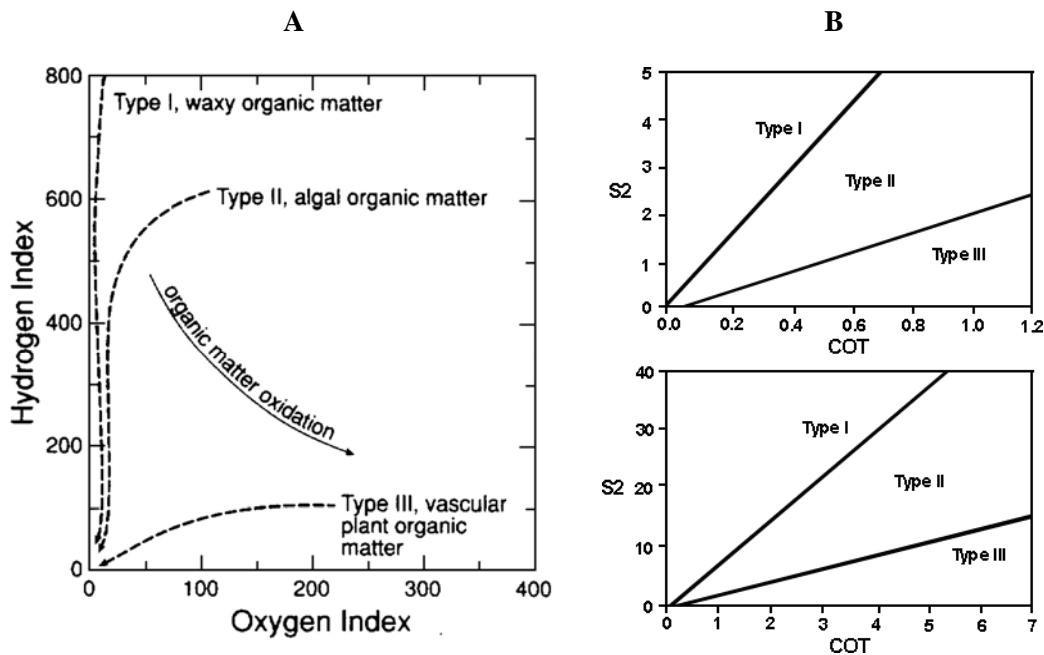 A
800
600
400
200
0
Hydrogen Index
Type I, waxy organic matter
Type II, algal organic matter
organic matter oxidation
Type III, vascular
plant organic
matter
0 100 200 300 400
Oxygen Index
B
5
4
3
2
1
0
S2
Type I
Type II
Type III
0.0 0.2 0.4 0.6 0.8 1.0 1.2
COT
40
30
20
10
0
S2
Type I
Type II
Type III
0 1 2 3 4 5 6 7
COT